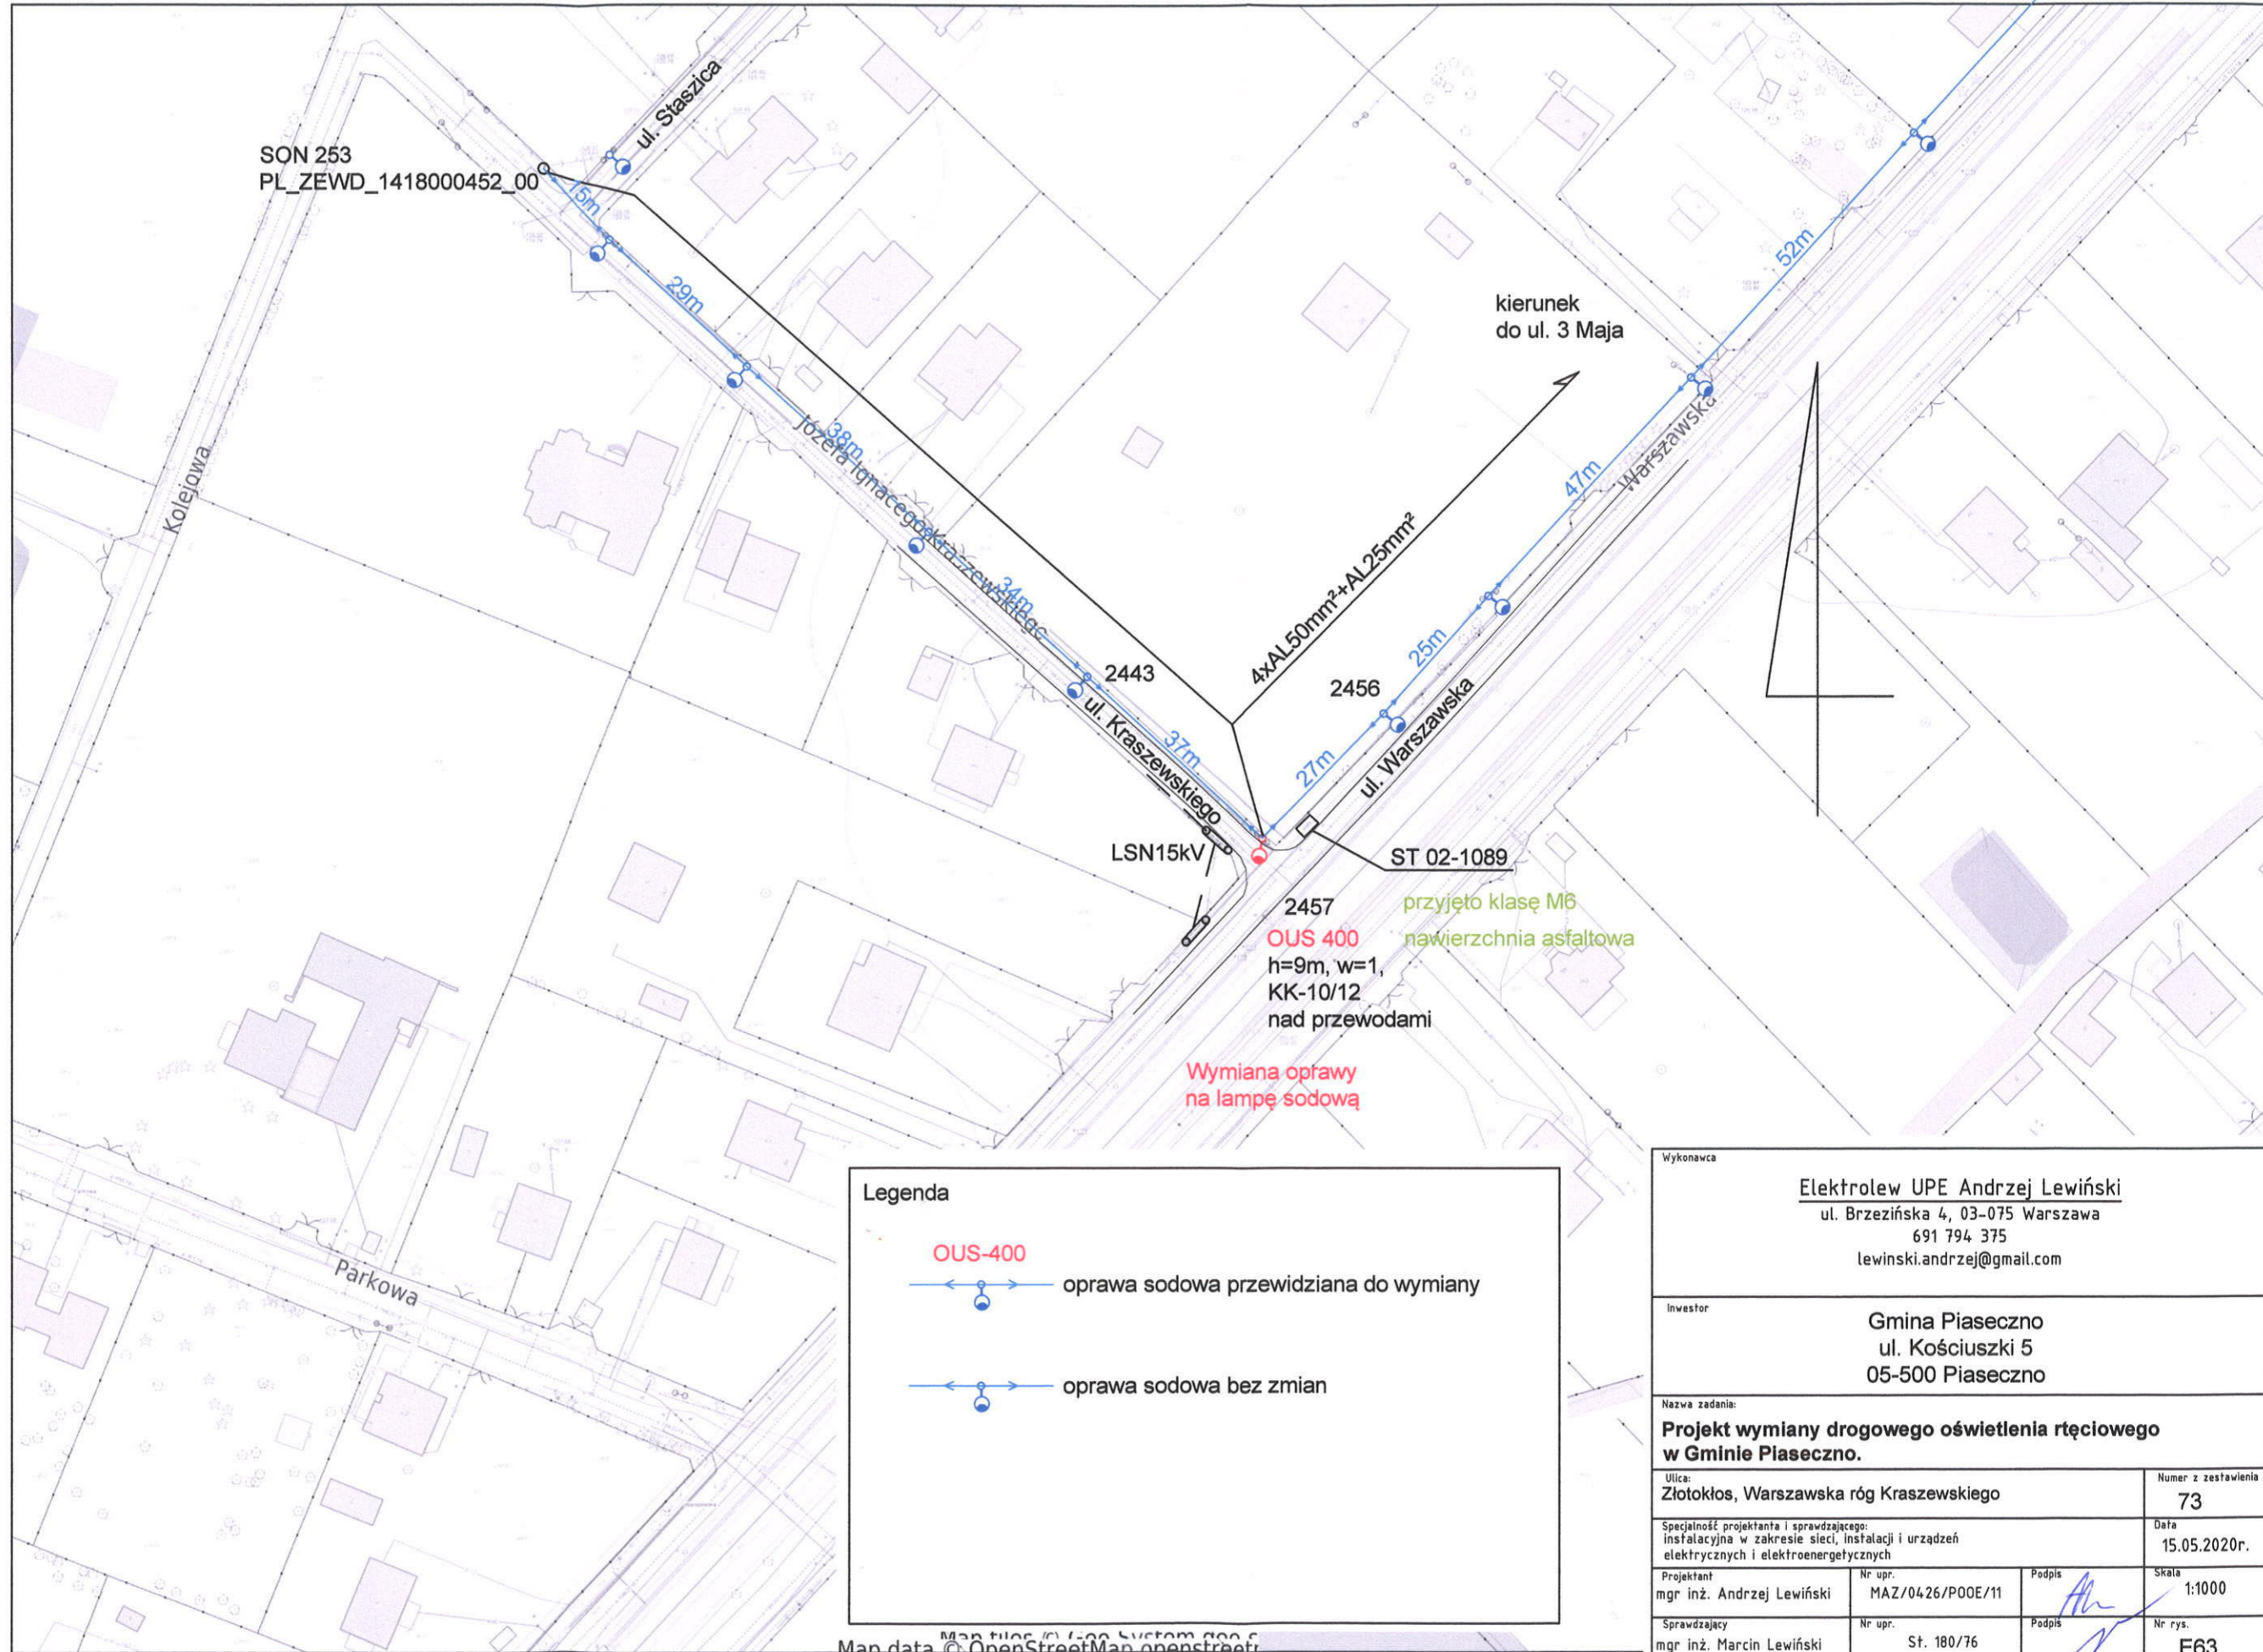 ul. Staszica
SON 253
PL_ZEWD_1418000452_00
15m
29m
38m
Józefa Ignacego Kraszewskiego
34m
Kolejowa
kierunek
do ul. 3 Maja
52m
47m
Warszawska
4xAL50mm²+AL25mm²
25m
2443
2456
ul. Kraszewskiego
37m
27m
ul. Warszawska
LSN15kV
ST 02-1089
2457
przyjęto klasę M6
OUS 400
nawierzchnia asfaltowa
h=9m, w=1,
KK-10/12
nad przewodami
Wymiana oprawy
na lampę sodową
Parkowa
Legenda
OUS-400
oprawa sodowa przewidziana do wymiany
oprawa sodowa bez zmian
Wykonawca
Elektrolew UPE Andrzej Lewiński
ul. Brzezińska 4, 03-075 Warszawa
691 794 375
lewinski.andrzej@gmail.com
Inwestor
Gmina Piaseczno
ul. Kościuszki 5
05-500 Piaseczno
Nazwa zadania:
Projekt wymiany drogowego oświetlenia rtęciowego
w Gminie Piaseczno.
Ulica:
Złotokłos, Warszawska róg Kraszewskiego
Numer z zestawienia
73
Specjalność projektanta i sprawdzającego:
instalacyjna w zakresie sieci, instalacji i urządzeń
elektrycznych i elektroenergetycznych
Data
15.05.2020r.
Projektant
mgr inż. Andrzej Lewiński
Nr upr.
MAZ/0426/POOE/11
Podpis
Skala
1:1000
Sprawdzający
mgr inż. Marcin Lewiński
Nr upr.
St. 180/76
Podpis
Nr rys.
E63
Map data © OpenStreetMap